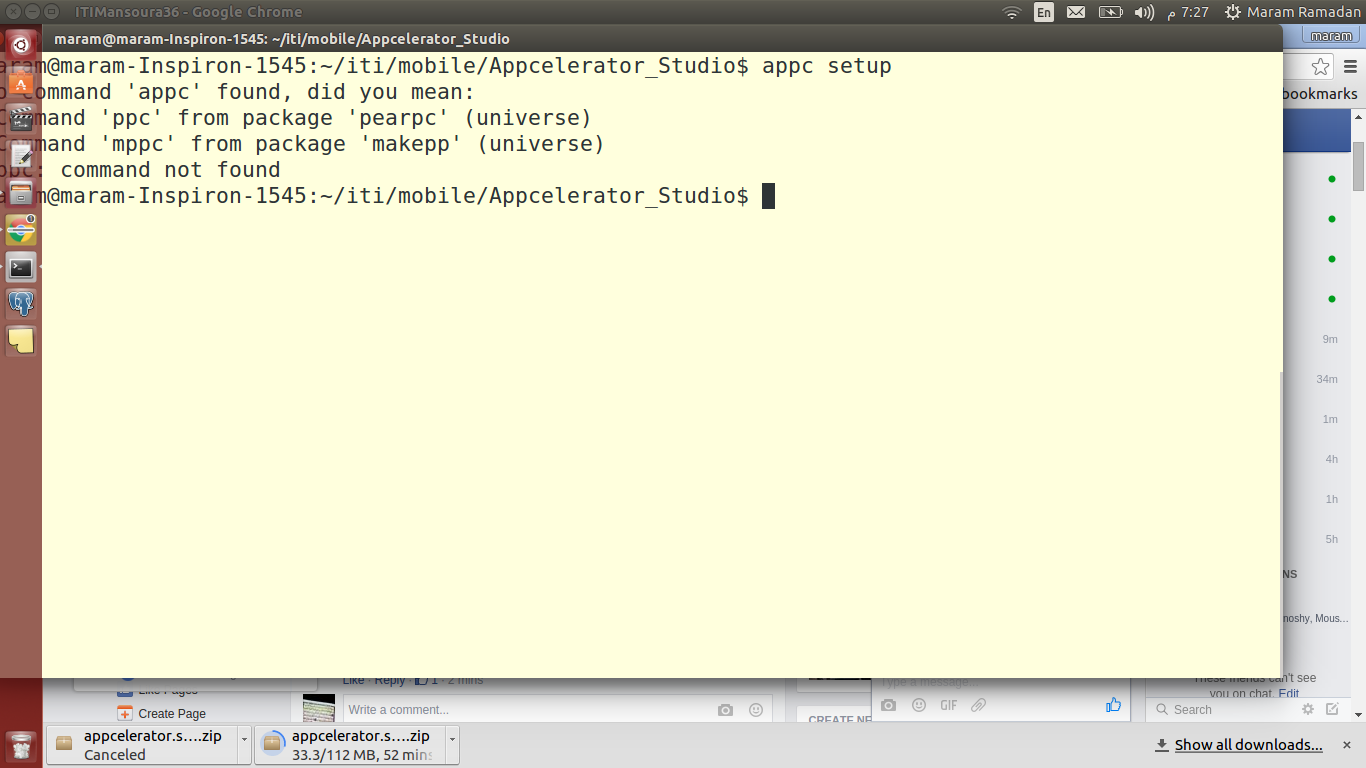 ITIMansoura36 - Google Chrome
En
7:27 م
Maram Ramadan
maram@maram-Inspiron-1545: ~/iti/mobile/Appcelerator_Studio
maram
am@maram-Inspiron-1545:~/iti/mobile/Appcelerator_Studio$ appc setup
command 'appc' found, did you mean:
mand 'ppc' from package 'pearpc' (universe)
mand 'mppc' from package 'makepp' (universe)
command not found
m@maram-Inspiron-1545:~/iti/mobile/Appcelerator_Studio$
bookmarks
9m
34m
1m
4h
1h
5h
NS
noshy, Mous...
These friends can't see
you on chat. Edit
Like · Reply · 1 · 2 mins
Like Pages
Type a message...
Create Page
Write a comment...
GIF
CREATE NE
Search
appcelerator.s....zip
Canceled
appcelerator.s....zip
33.3/112 MB, 52 mins
Show all downloads...